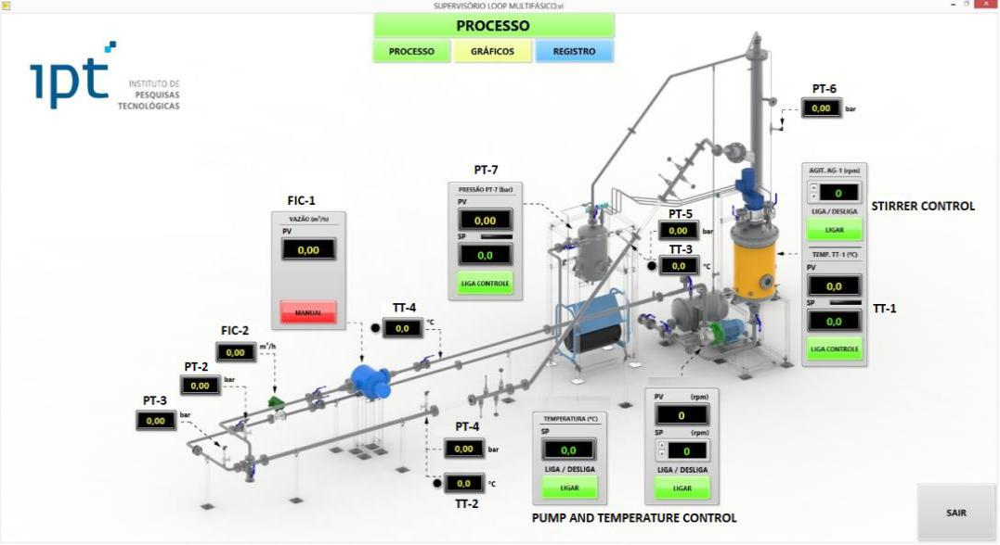 SUPERVISÓRIO LOOP MULTIFÁSICO.vi
PROCESSO
PROCESSO GRÁFICOS REGISTRO
ipt
INSTITUTO DE
PESQUISAS
TECNOLÓGICAS
PT-6
0,00 bar
PT-7
PRESSÃO PT-7 (bar)
PV
0,00
SP
0,0
LIGA CONTROLE
AGIT. AG-1 (rpm)
0
LIGA / DESLIGA
LIGAR
STIRRER CONTROL
TEMP. TT-1 (ºC)
PV
0,0
SP
0,0
LIGA CONTROLE
TT-1
FIC-1
VAZÃO (m³/h)
PV
0,00
MANUAL
PT-5
0,00 bar
TT-3
0,0 ºC
TT-4
0,0 ºC
FIC-2
0,00 m³/h
PT-2
0,00 bar
PT-3
0,00 bar
PT-4
0,00 bar
0,0 ºC
TT-2
TEMPERATURA (ºC)
SP
0,0
LIGA / DESLIGA
LIGAR
PV (rpm)
0
SP (rpm)
0
LIGA / DESLIGA
LIGAR
PUMP AND TEMPERATURE CONTROL
SAIR